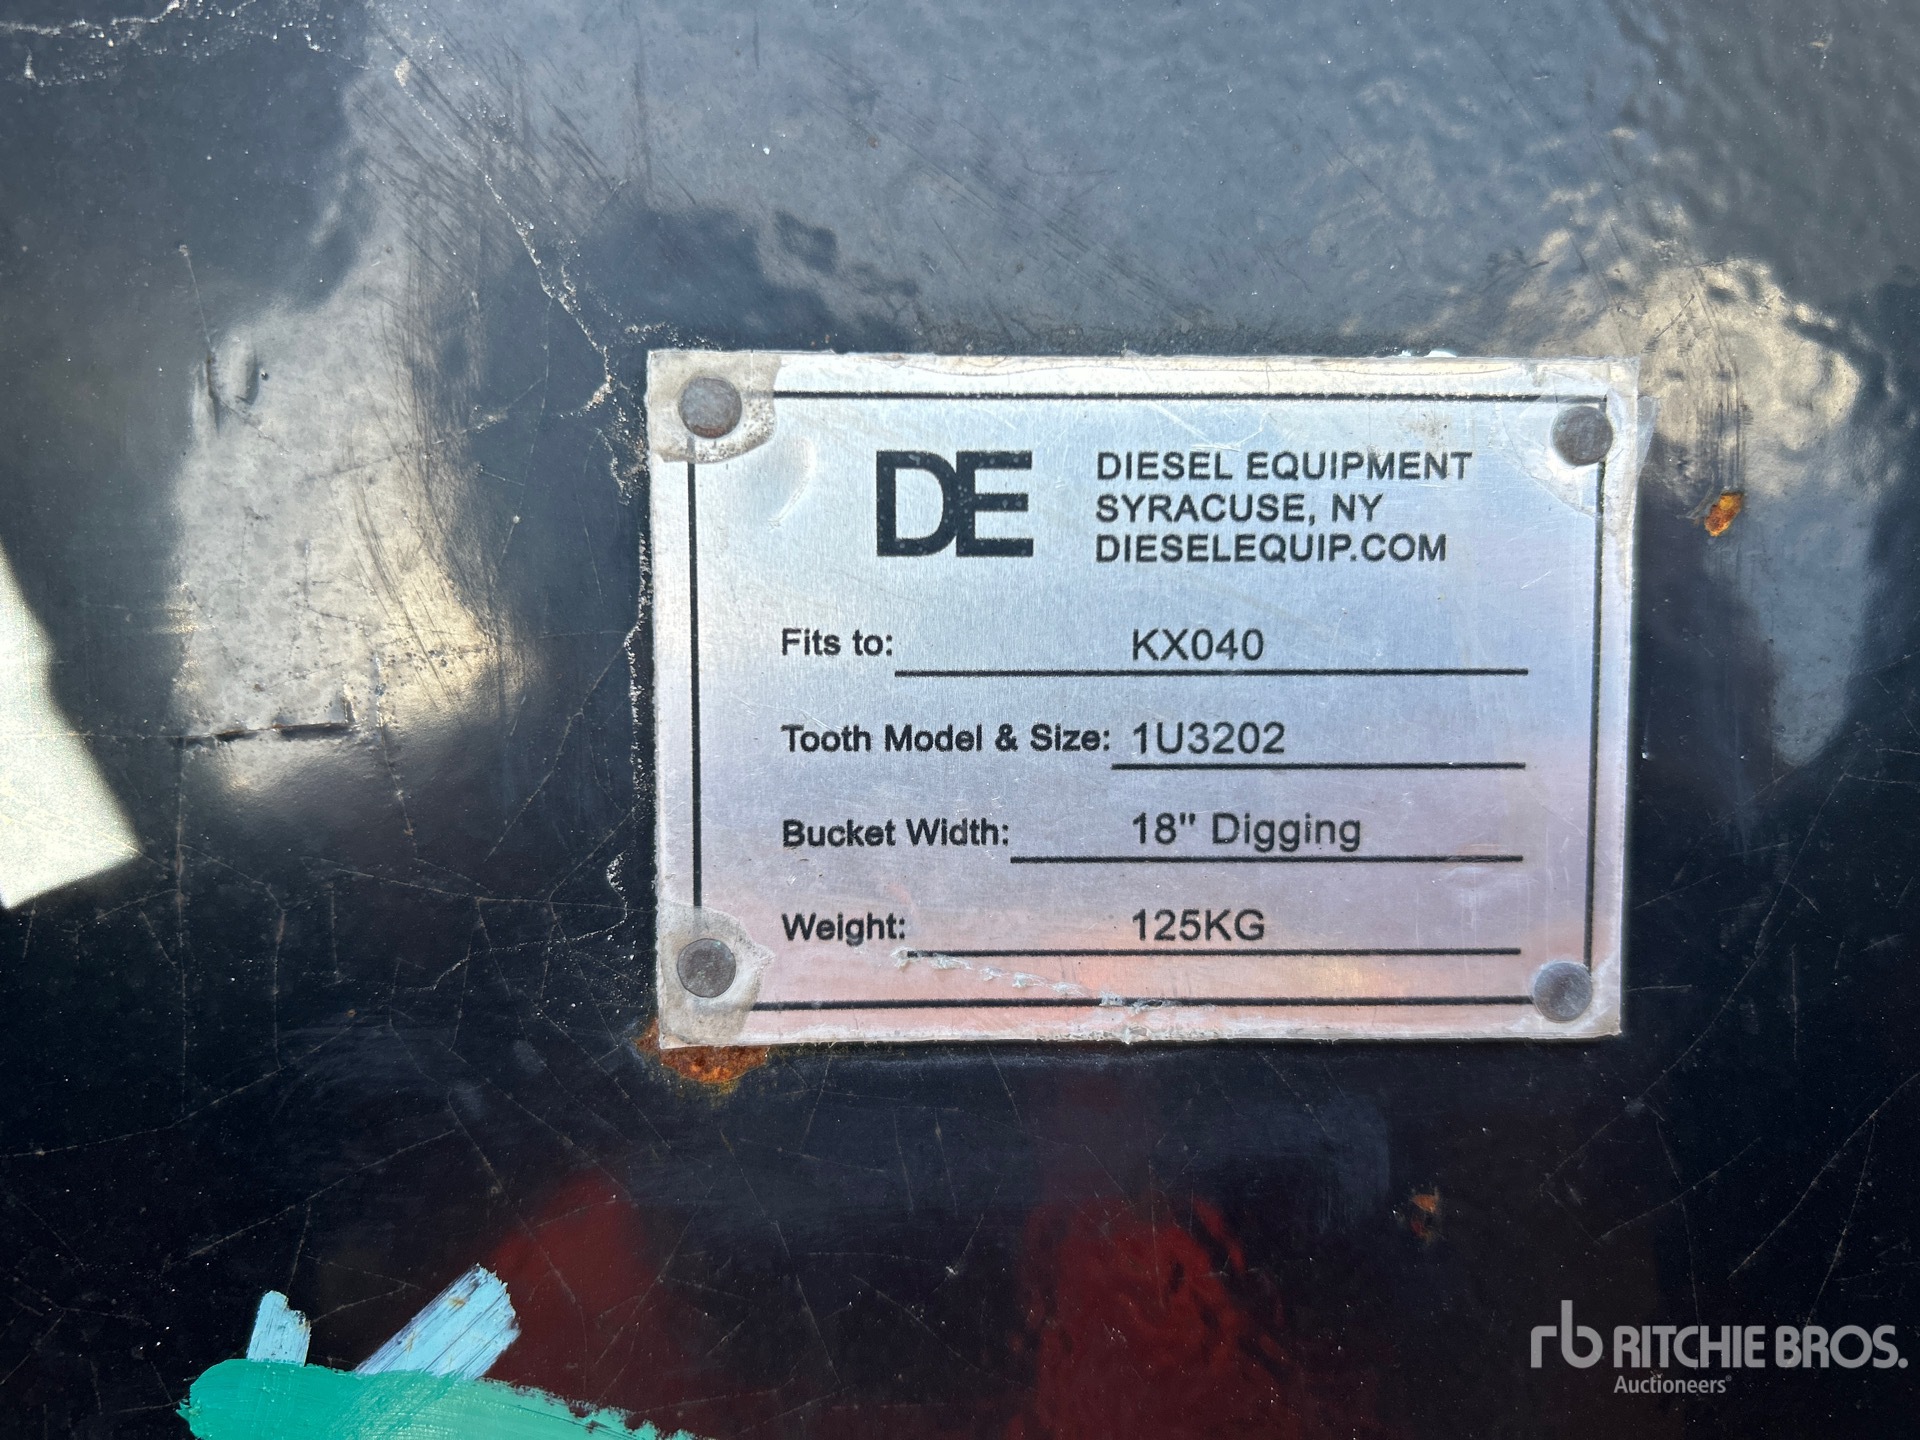 DE
DIESEL EQUIPMENT
SYRACUSE, NY
DIESELEQUIP.COM
Fits to: KX040
Tooth Model & Size: 1U3202
Bucket Width: 18" Digging
Weight: 125KG
rb RITCHIE BROS.
Auctioneers®